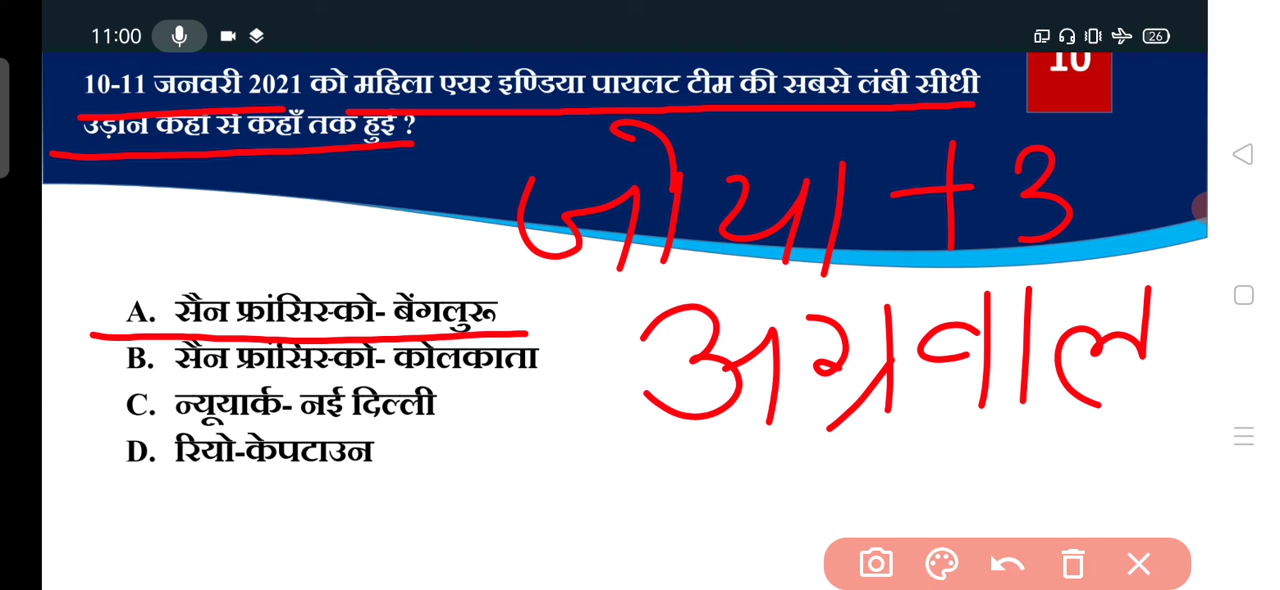 11:00
26
10
10-11 जनवरी 2021 को महिला एयर इण्डिया पायलट टीम की सबसे लंबी सीधी
उड़ान कहाँ से कहाँ तक हुई ?
जोया + 3
अग्रवाल
A. सैन फ्रांसिस्को- बेंगलुरू
B. सैन फ्रांसिस्को- कोलकाता
C. न्यूयार्क- नई दिल्ली
D. रियो-केपटाउन